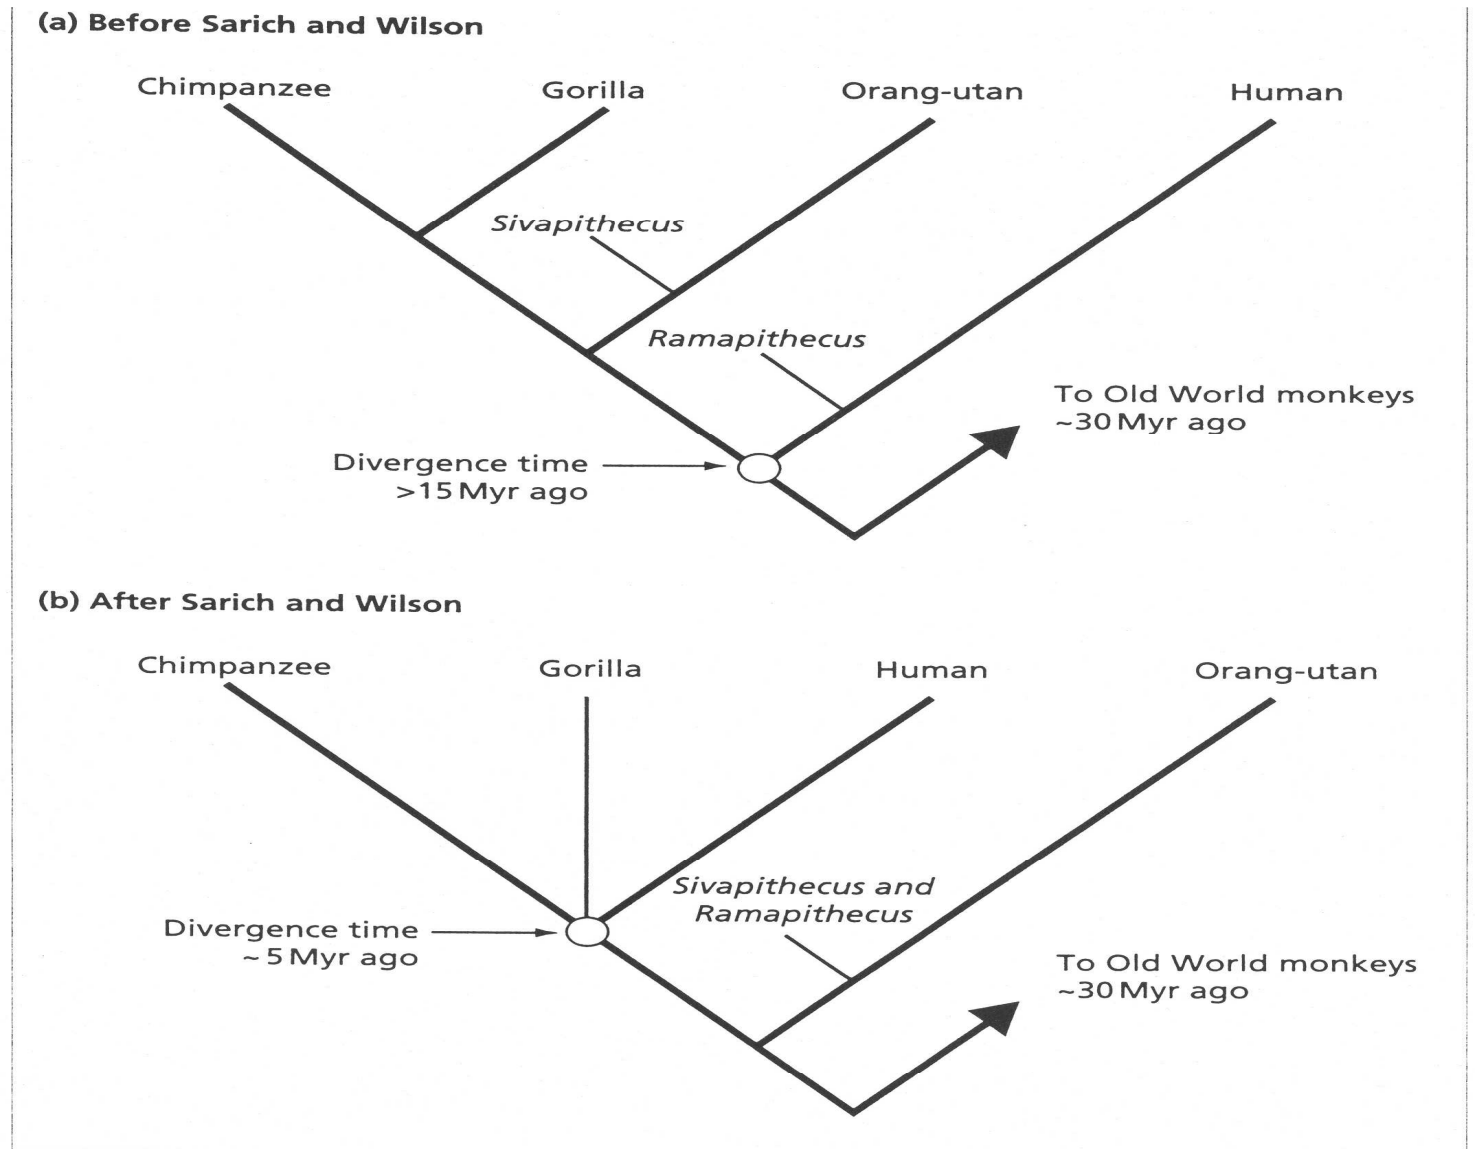 (a) Before Sarich and Wilson
Chimpanzee
Gorilla
Orang-utan
Human
Sivapithecus
Ramapithecus
To Old World monkeys
~30 Myr ago
Divergence time
>15 Myr ago
(b) After Sarich and Wilson
Chimpanzee
Gorilla
Human
Orang-utan
Sivapithecus and
Ramapithecus
Divergence time
~ 5 Myr ago
To Old World monkeys
~30 Myr ago